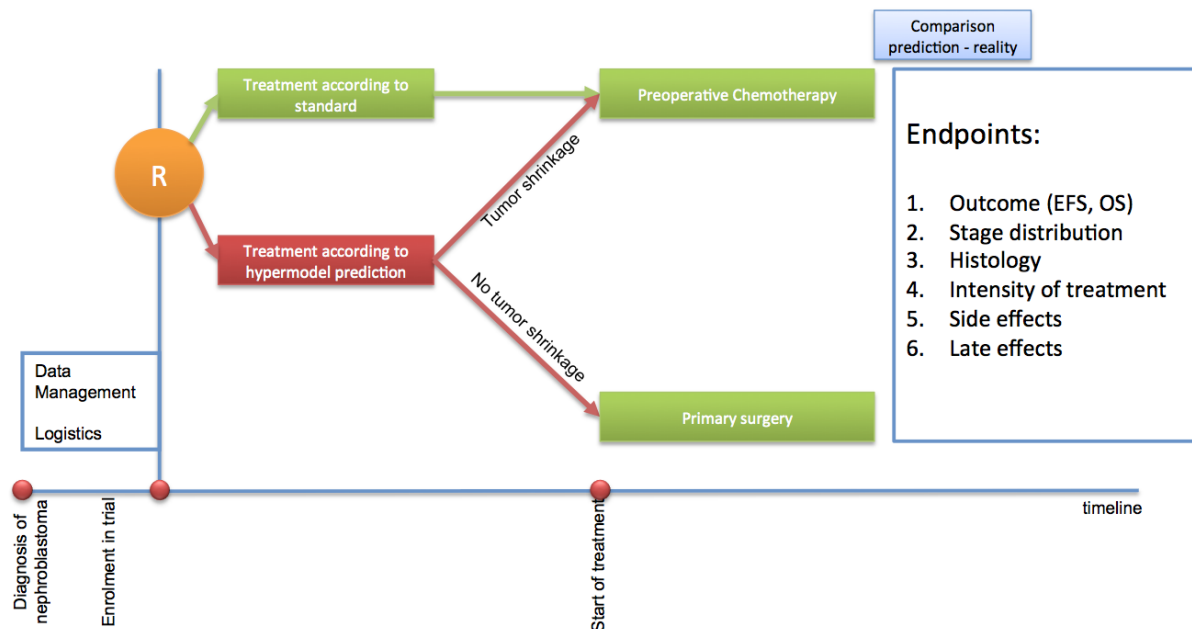 Comparison
prediction - reality
Treatment according to
standard
Preoperative Chemotherapy
R
Tumor shrinkage
Treatment according to
hypermodel prediction
No tumor shrinkage
Primary surgery
Endpoints:
1. Outcome (EFS, OS)
2. Stage distribution
3. Histology
4. Intensity of treatment
5. Side effects
6. Late effects
Data
Management
Logistics
Diagnosis of
nephroblastoma
Enrolment in trial
Start of treatment
timeline